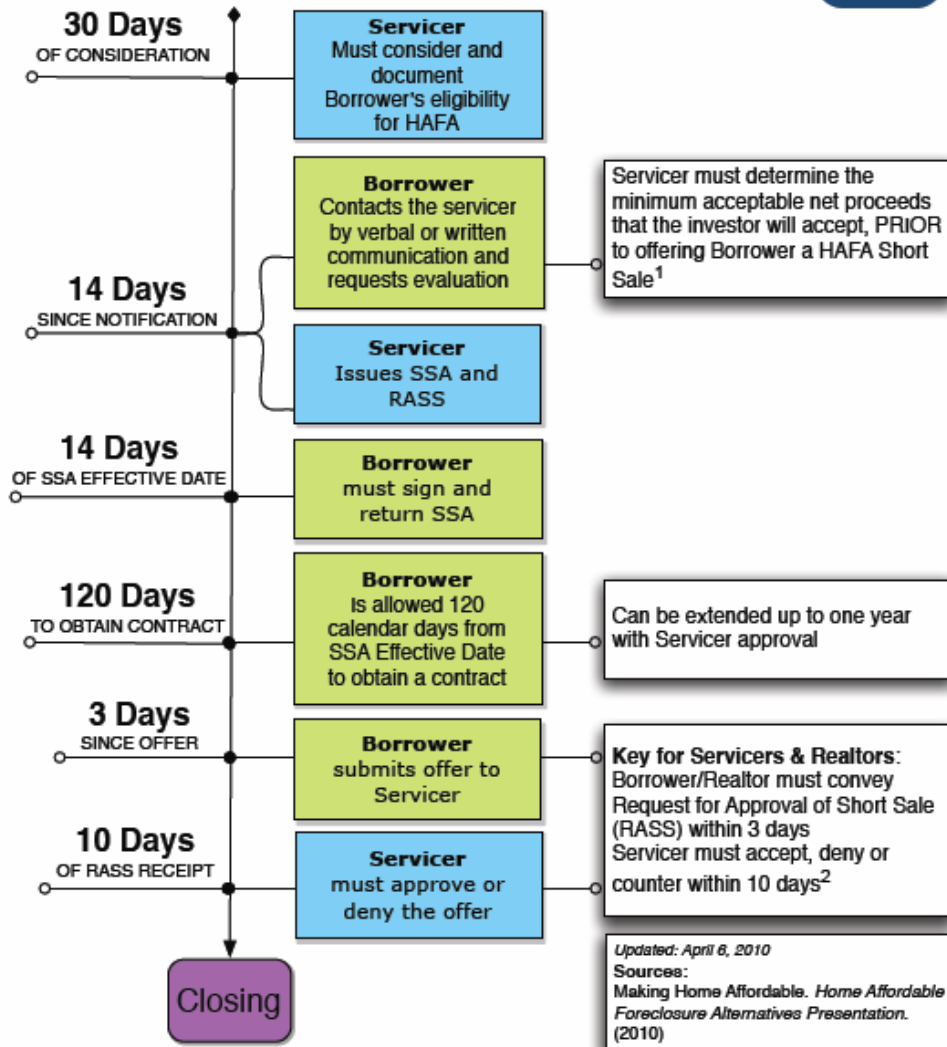 30 Days
OF CONSIDERATION
Servicer
Must consider and
document
Borrower's eligibility
for HAFA
Borrower
Contacts the servicer
by verbal or written
communication and
requests evaluation
Servicer must determine the
minimum acceptable net proceeds
that the investor will accept, PRIOR
to offering Borrower a HAFA Short
Sale1
14 Days
SINCE NOTIFICATION
Servicer
Issues SSA and
RASS
14 Days
OF SSA EFFECTIVE DATE
Borrower
must sign and
return SSA
120 Days
TO OBTAIN CONTRACT
Borrower
Is allowed 120
calendar days from
SSA Effective Date
to obtain a contract
Can be extended up to one year
with Servicer approval
3 Days
SINCE OFFER
Borrower
submits offer to
Servicer
Key for Servicers & Realtors:
Borrower/Realtor must convey
Request for Approval of Short Sale
(RASS) within 3 days
Servicer must accept, deny or
counter within 10 days2
10 Days
OF RASS RECEIPT
Servicer
must approve or
deny the offer
Closing
Updated: April 6, 2010
Sources:
Making Home Affordable. Home Affordable
Foreclosure Alternatives Presentation.
(2010)